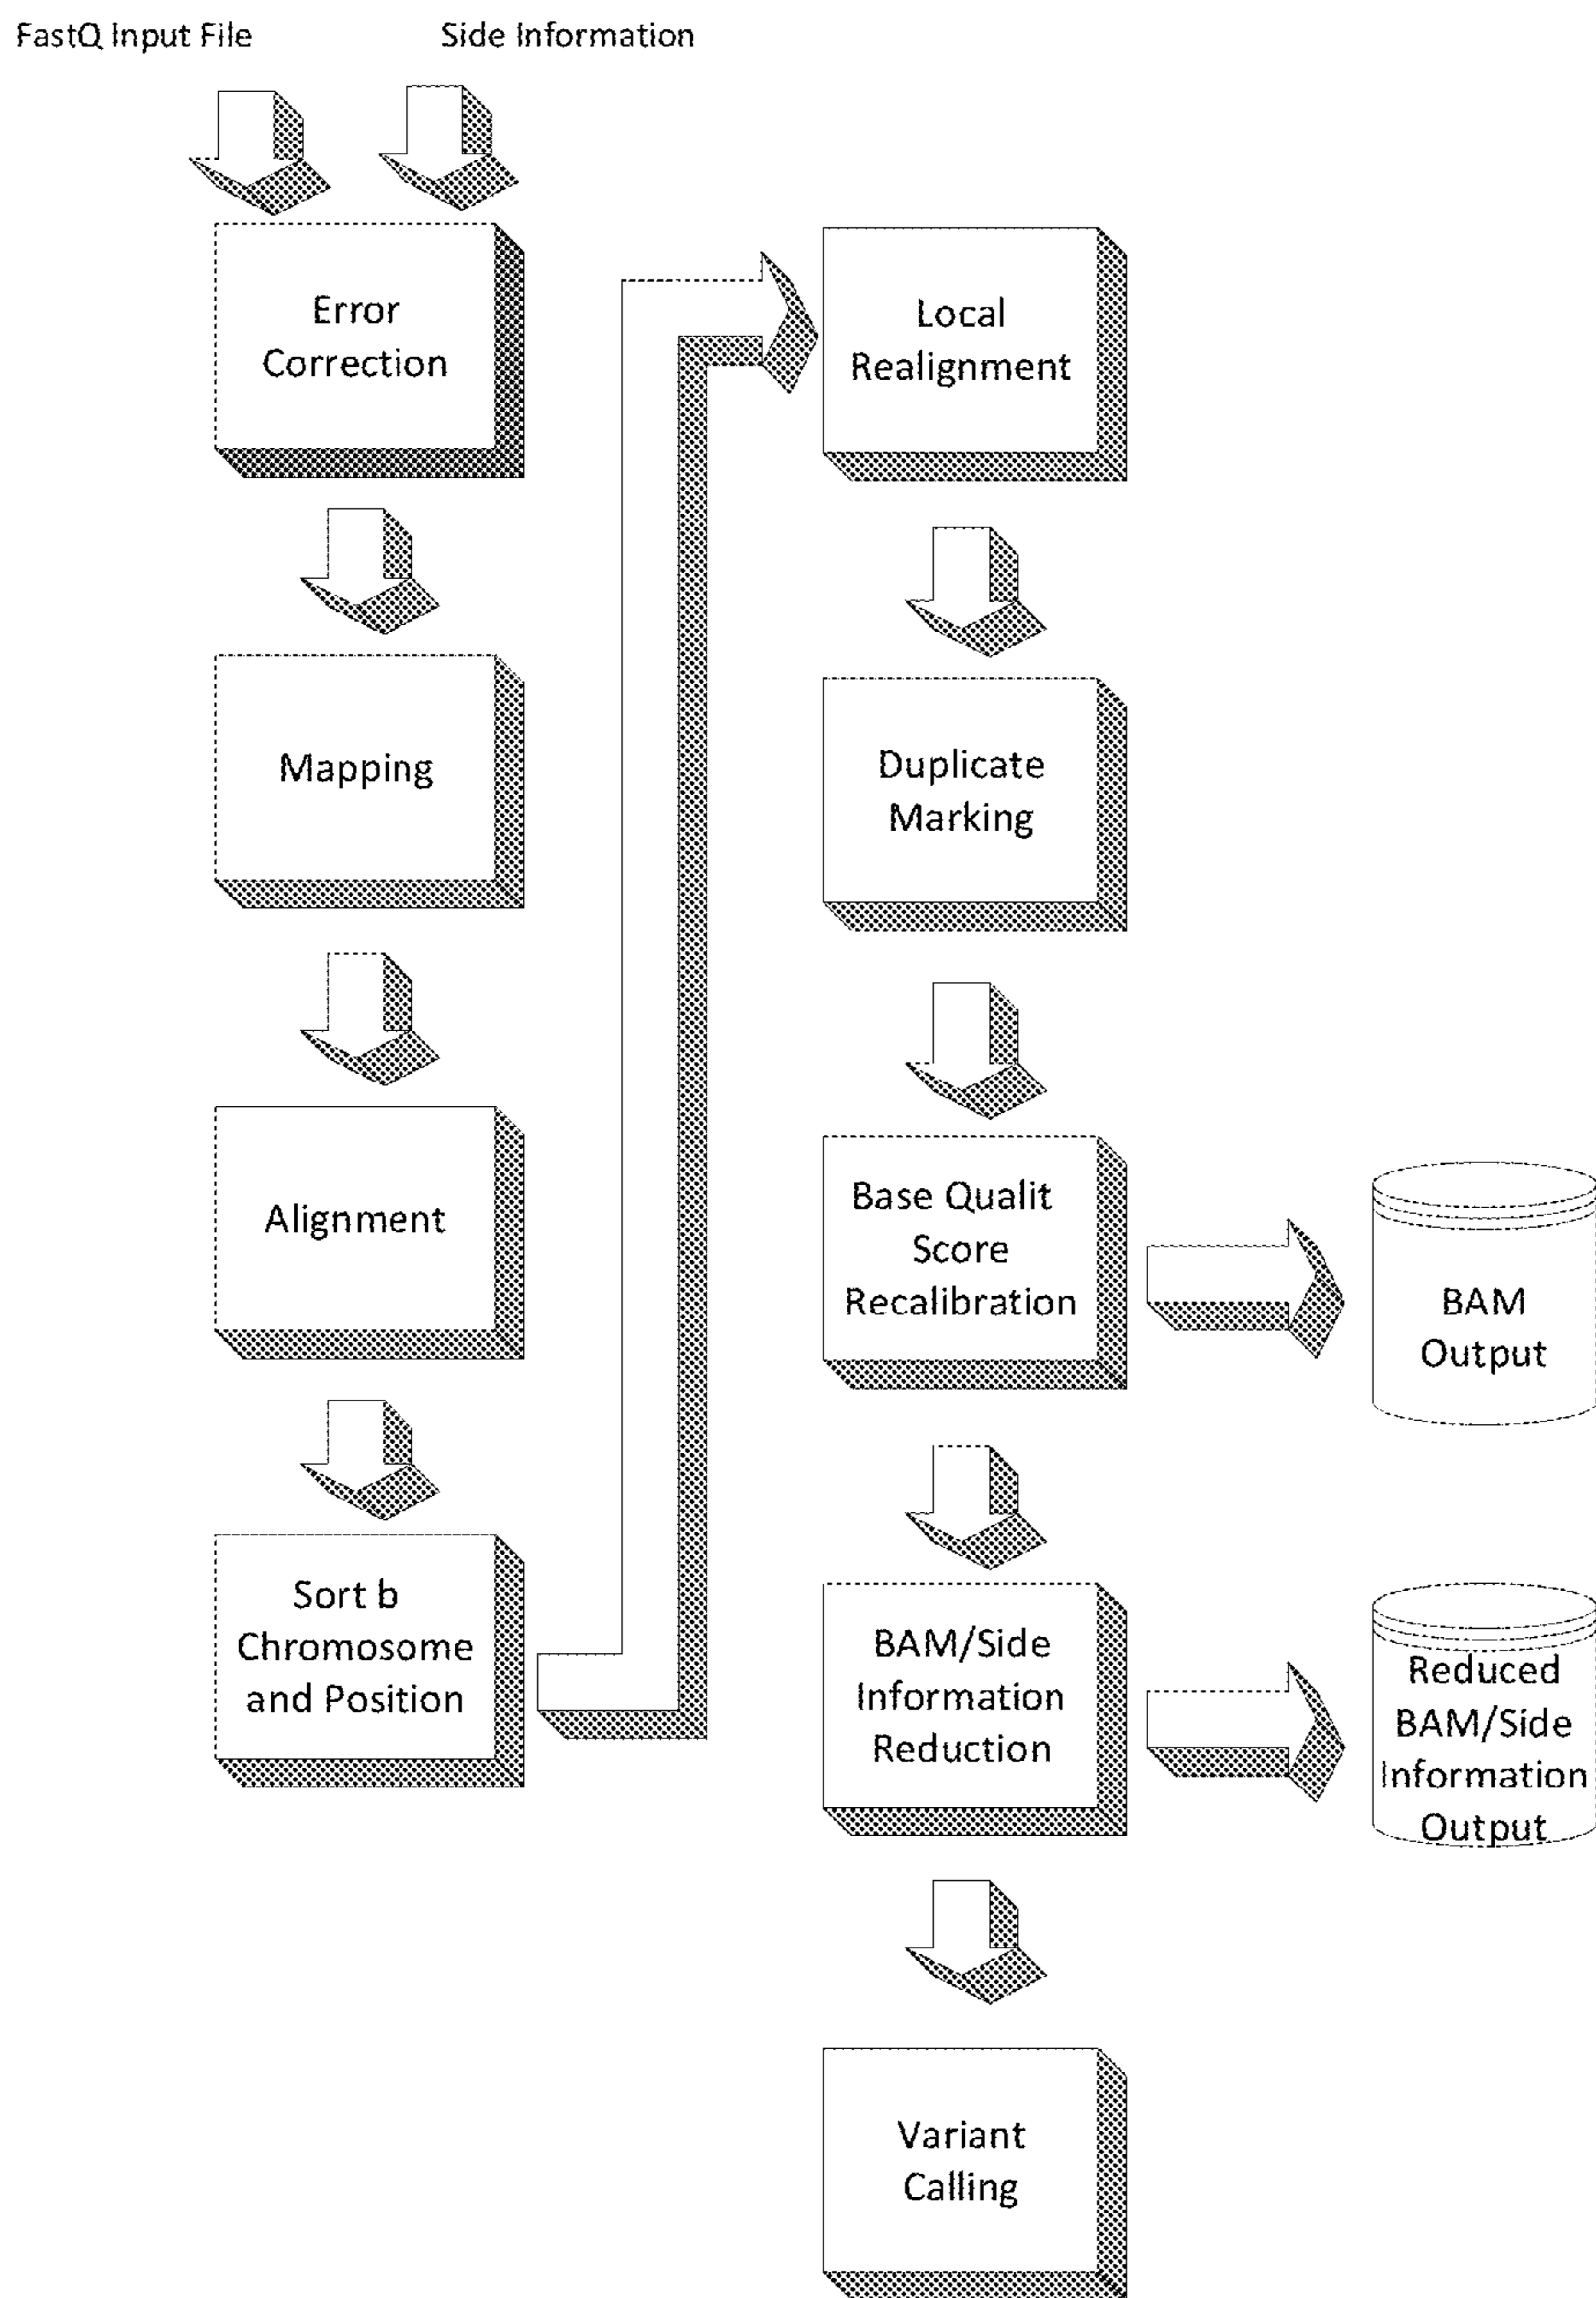 FastQ Input File
Side Information
Error
Correction
Mapping
Alignment
Sort b
Chromosome
and Position
Local
Realignment
Duplicate
Marking
Base Qualit
Score
Recalibration
BAM
Output
BAM/Side
Information
Reduction
Reduced
BAM/Side
Information
Output
Variant
Calling